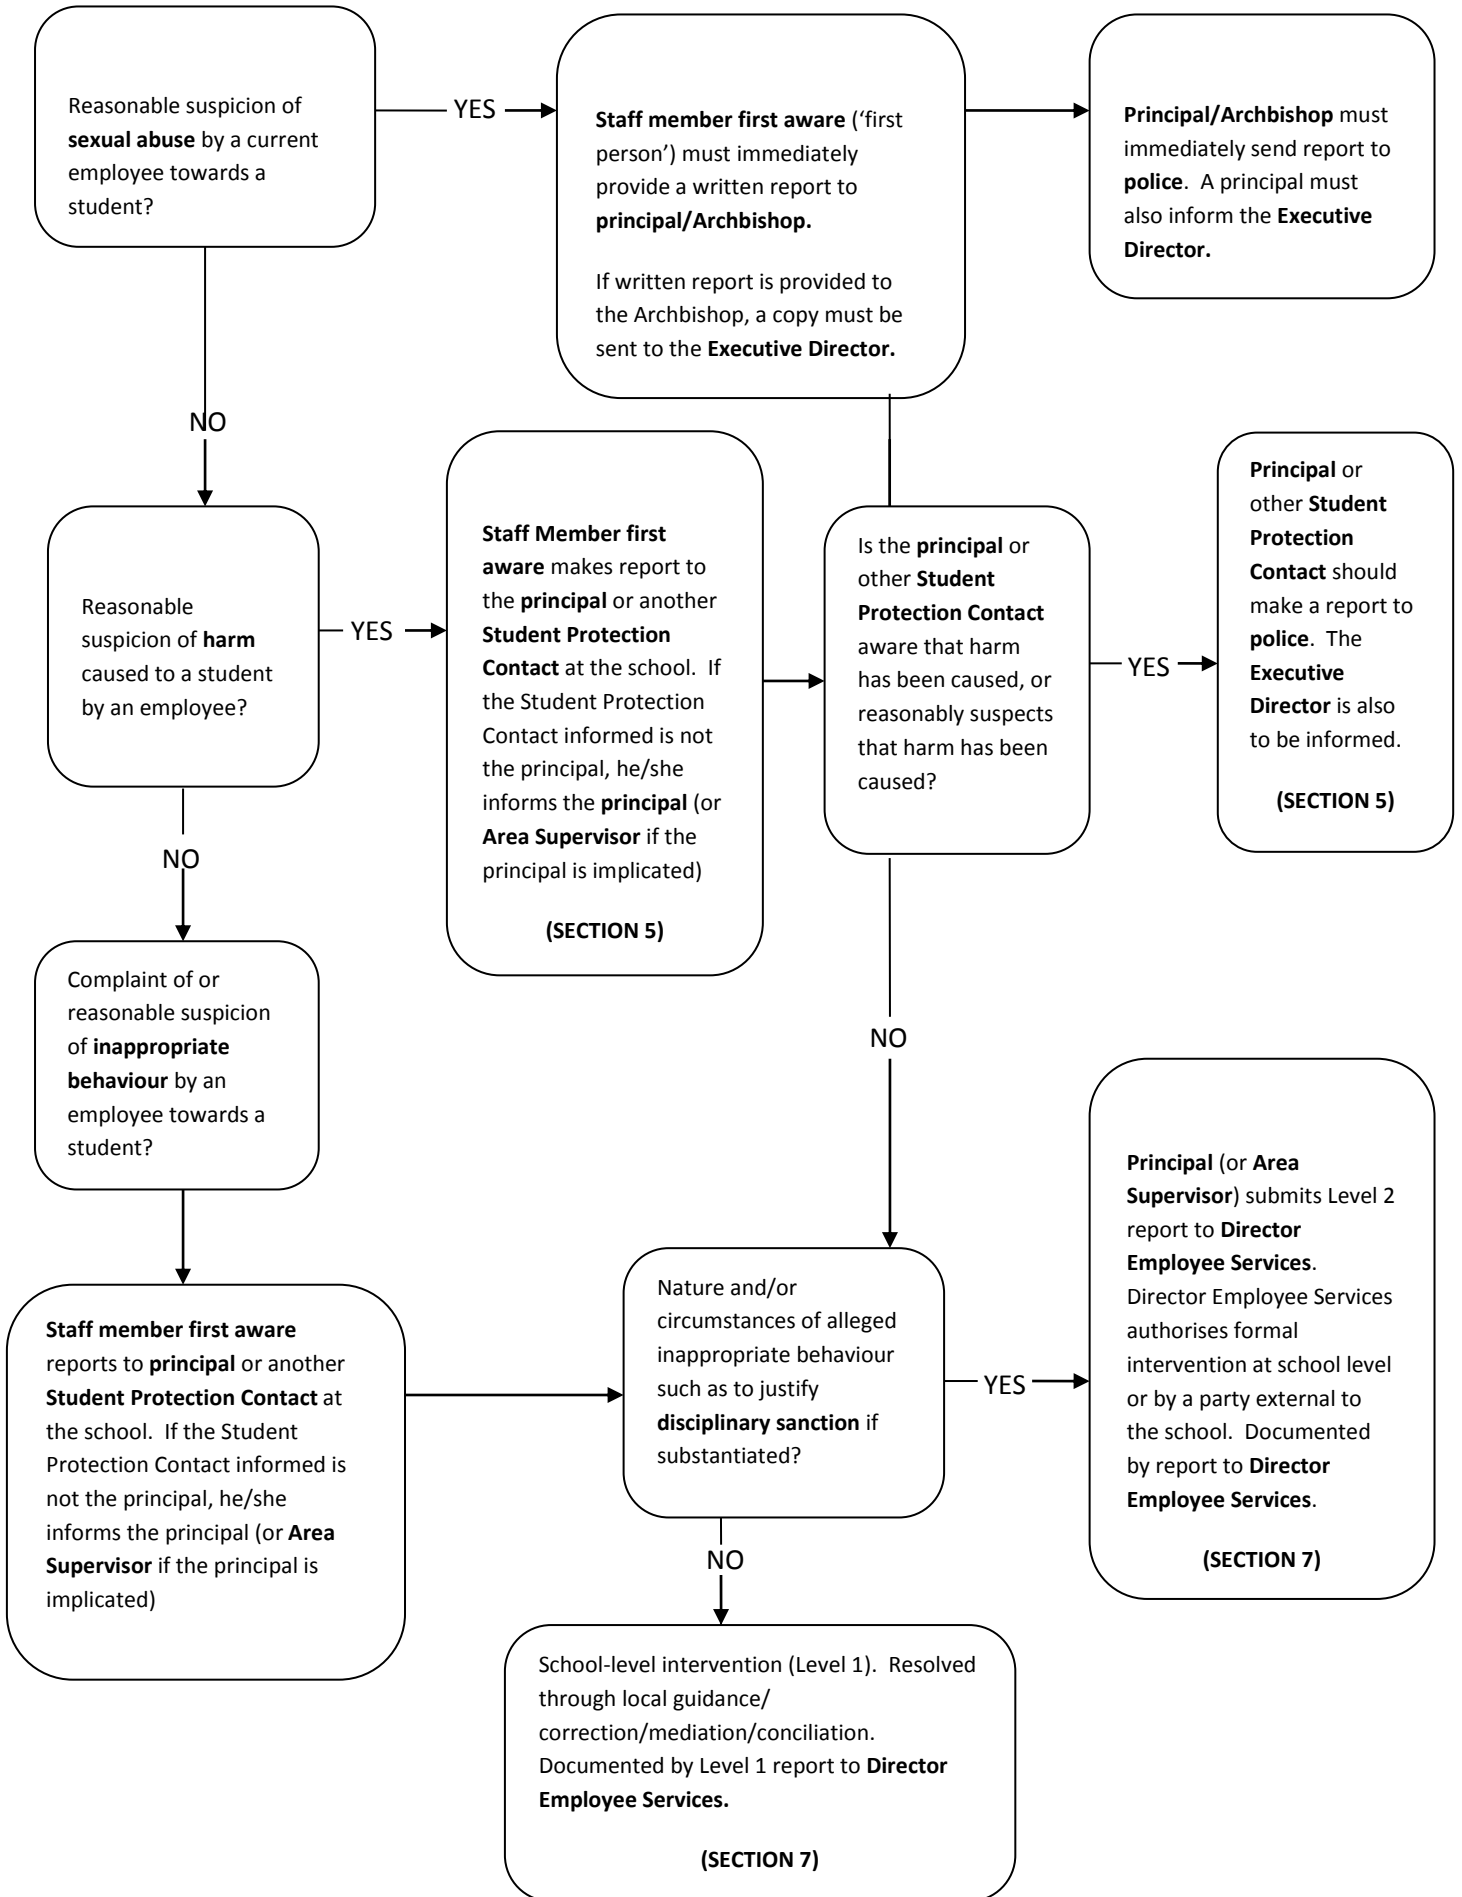 Reasonable suspicion of
sexual abuse by a current
employee towards a
student?
YES
Staff member first aware (‘first
person’) must immediately
provide a written report to
principal/Archbishop.
If written report is provided to
the Archbishop, a copy must be
sent to the Executive Director.
Principal/Archbishop must
immediately send report to
police.  A principal must
also inform the Executive
Director.
NO
Reasonable
suspicion of harm
caused to a student
by an employee?
YES
Staff Member first
aware makes report to
the principal or another
Student Protection
Contact at the school.  If
the Student Protection
Contact informed is not
the principal, he/she
informs the principal (or
Area Supervisor if the
principal is implicated)
(SECTION 5)
Is the principal or
other Student
Protection Contact
aware that harm
has been caused, or
reasonably suspects
that harm has been
caused?
YES
Principal or
other Student
Protection
Contact should
make a report to
police.  The
Executive
Director is also
to be informed.
(SECTION 5)
NO
Complaint of or
reasonable suspicion
of inappropriate
behaviour by an
employee towards a
student?
NO
Staff member first aware
reports to principal or another
Student Protection Contact at
the school.  If the Student
Protection Contact informed is
not the principal, he/she
informs the principal (or Area
Supervisor if the principal is
implicated)
Nature and/or
circumstances of alleged
inappropriate behaviour
such as to justify
disciplinary sanction if
substantiated?
YES
Principal (or Area
Supervisor) submits Level 2
report to Director
Employee Services.
Director Employee Services
authorises formal
intervention at school level
or by a party external to
the school.  Documented
by report to Director
Employee Services.
(SECTION 7)
NO
School-level intervention (Level 1).  Resolved
through local guidance/
correction/mediation/conciliation.
Documented by Level 1 report to Director
Employee Services.
(SECTION 7)